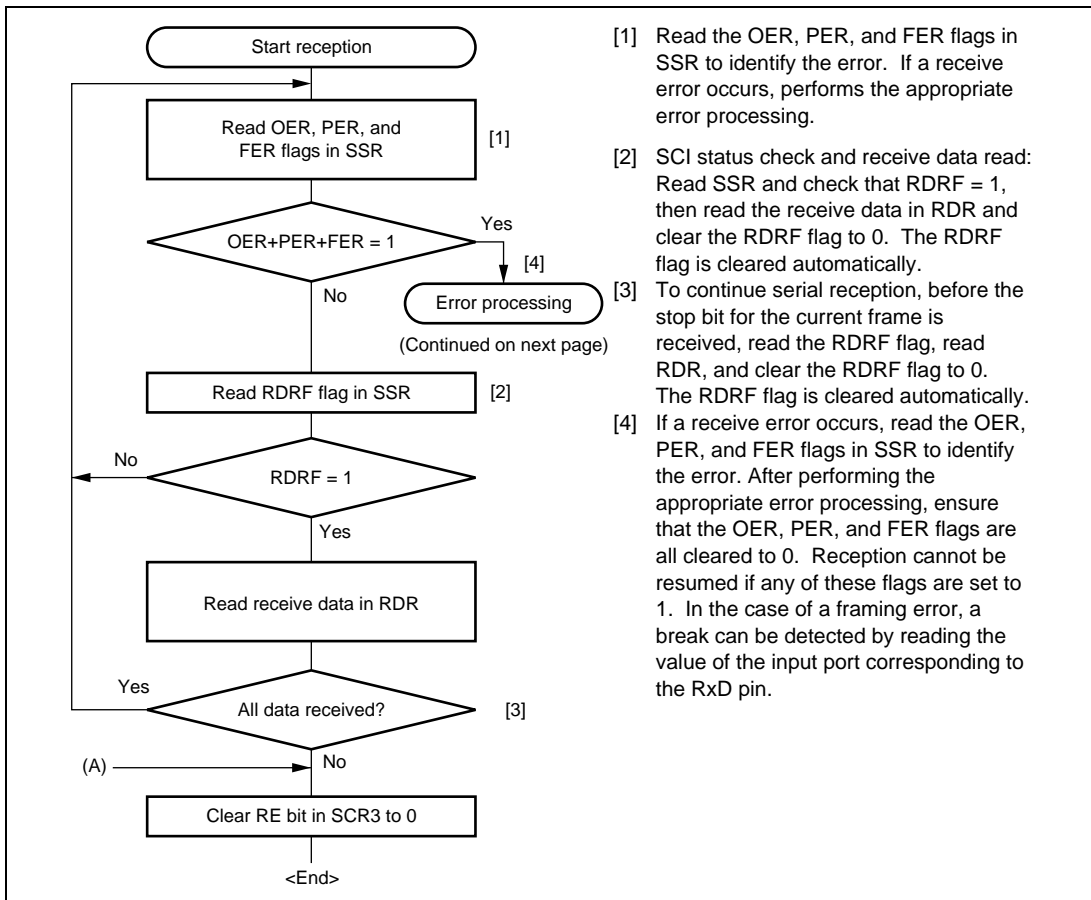 Start reception
Read OER, PER, and
FER flags in SSR
[1]
OER+PER+FER = 1
Yes
[4]
No
Error processing
(Continued on next page)
Read RDRF flag in SSR
[2]
No
RDRF = 1
Yes
Read receive data in RDR
Yes
All data received?
[3]
No
(A)
Clear RE bit in SCR3 to 0
<End>
[1] Read the OER, PER, and FER flags in
SSR to identify the error. If a receive
error occurs, performs the appropriate
error processing.
[2] SCI status check and receive data read:
Read SSR and check that RDRF = 1,
then read the receive data in RDR and
clear the RDRF flag to 0. The RDRF
flag is cleared automatically.
[3] To continue serial reception, before the
stop bit for the current frame is
received, read the RDRF flag, read
RDR, and clear the RDRF flag to 0.
The RDRF flag is cleared automatically.
[4] If a receive error occurs, read the OER,
PER, and FER flags in SSR to identify
the error. After performing the
appropriate error processing, ensure
that the OER, PER, and FER flags are
all cleared to 0. Reception cannot be
resumed if any of these flags are set to
1. In the case of a framing error, a
break can be detected by reading the
value of the input port corresponding to
the RxD pin.